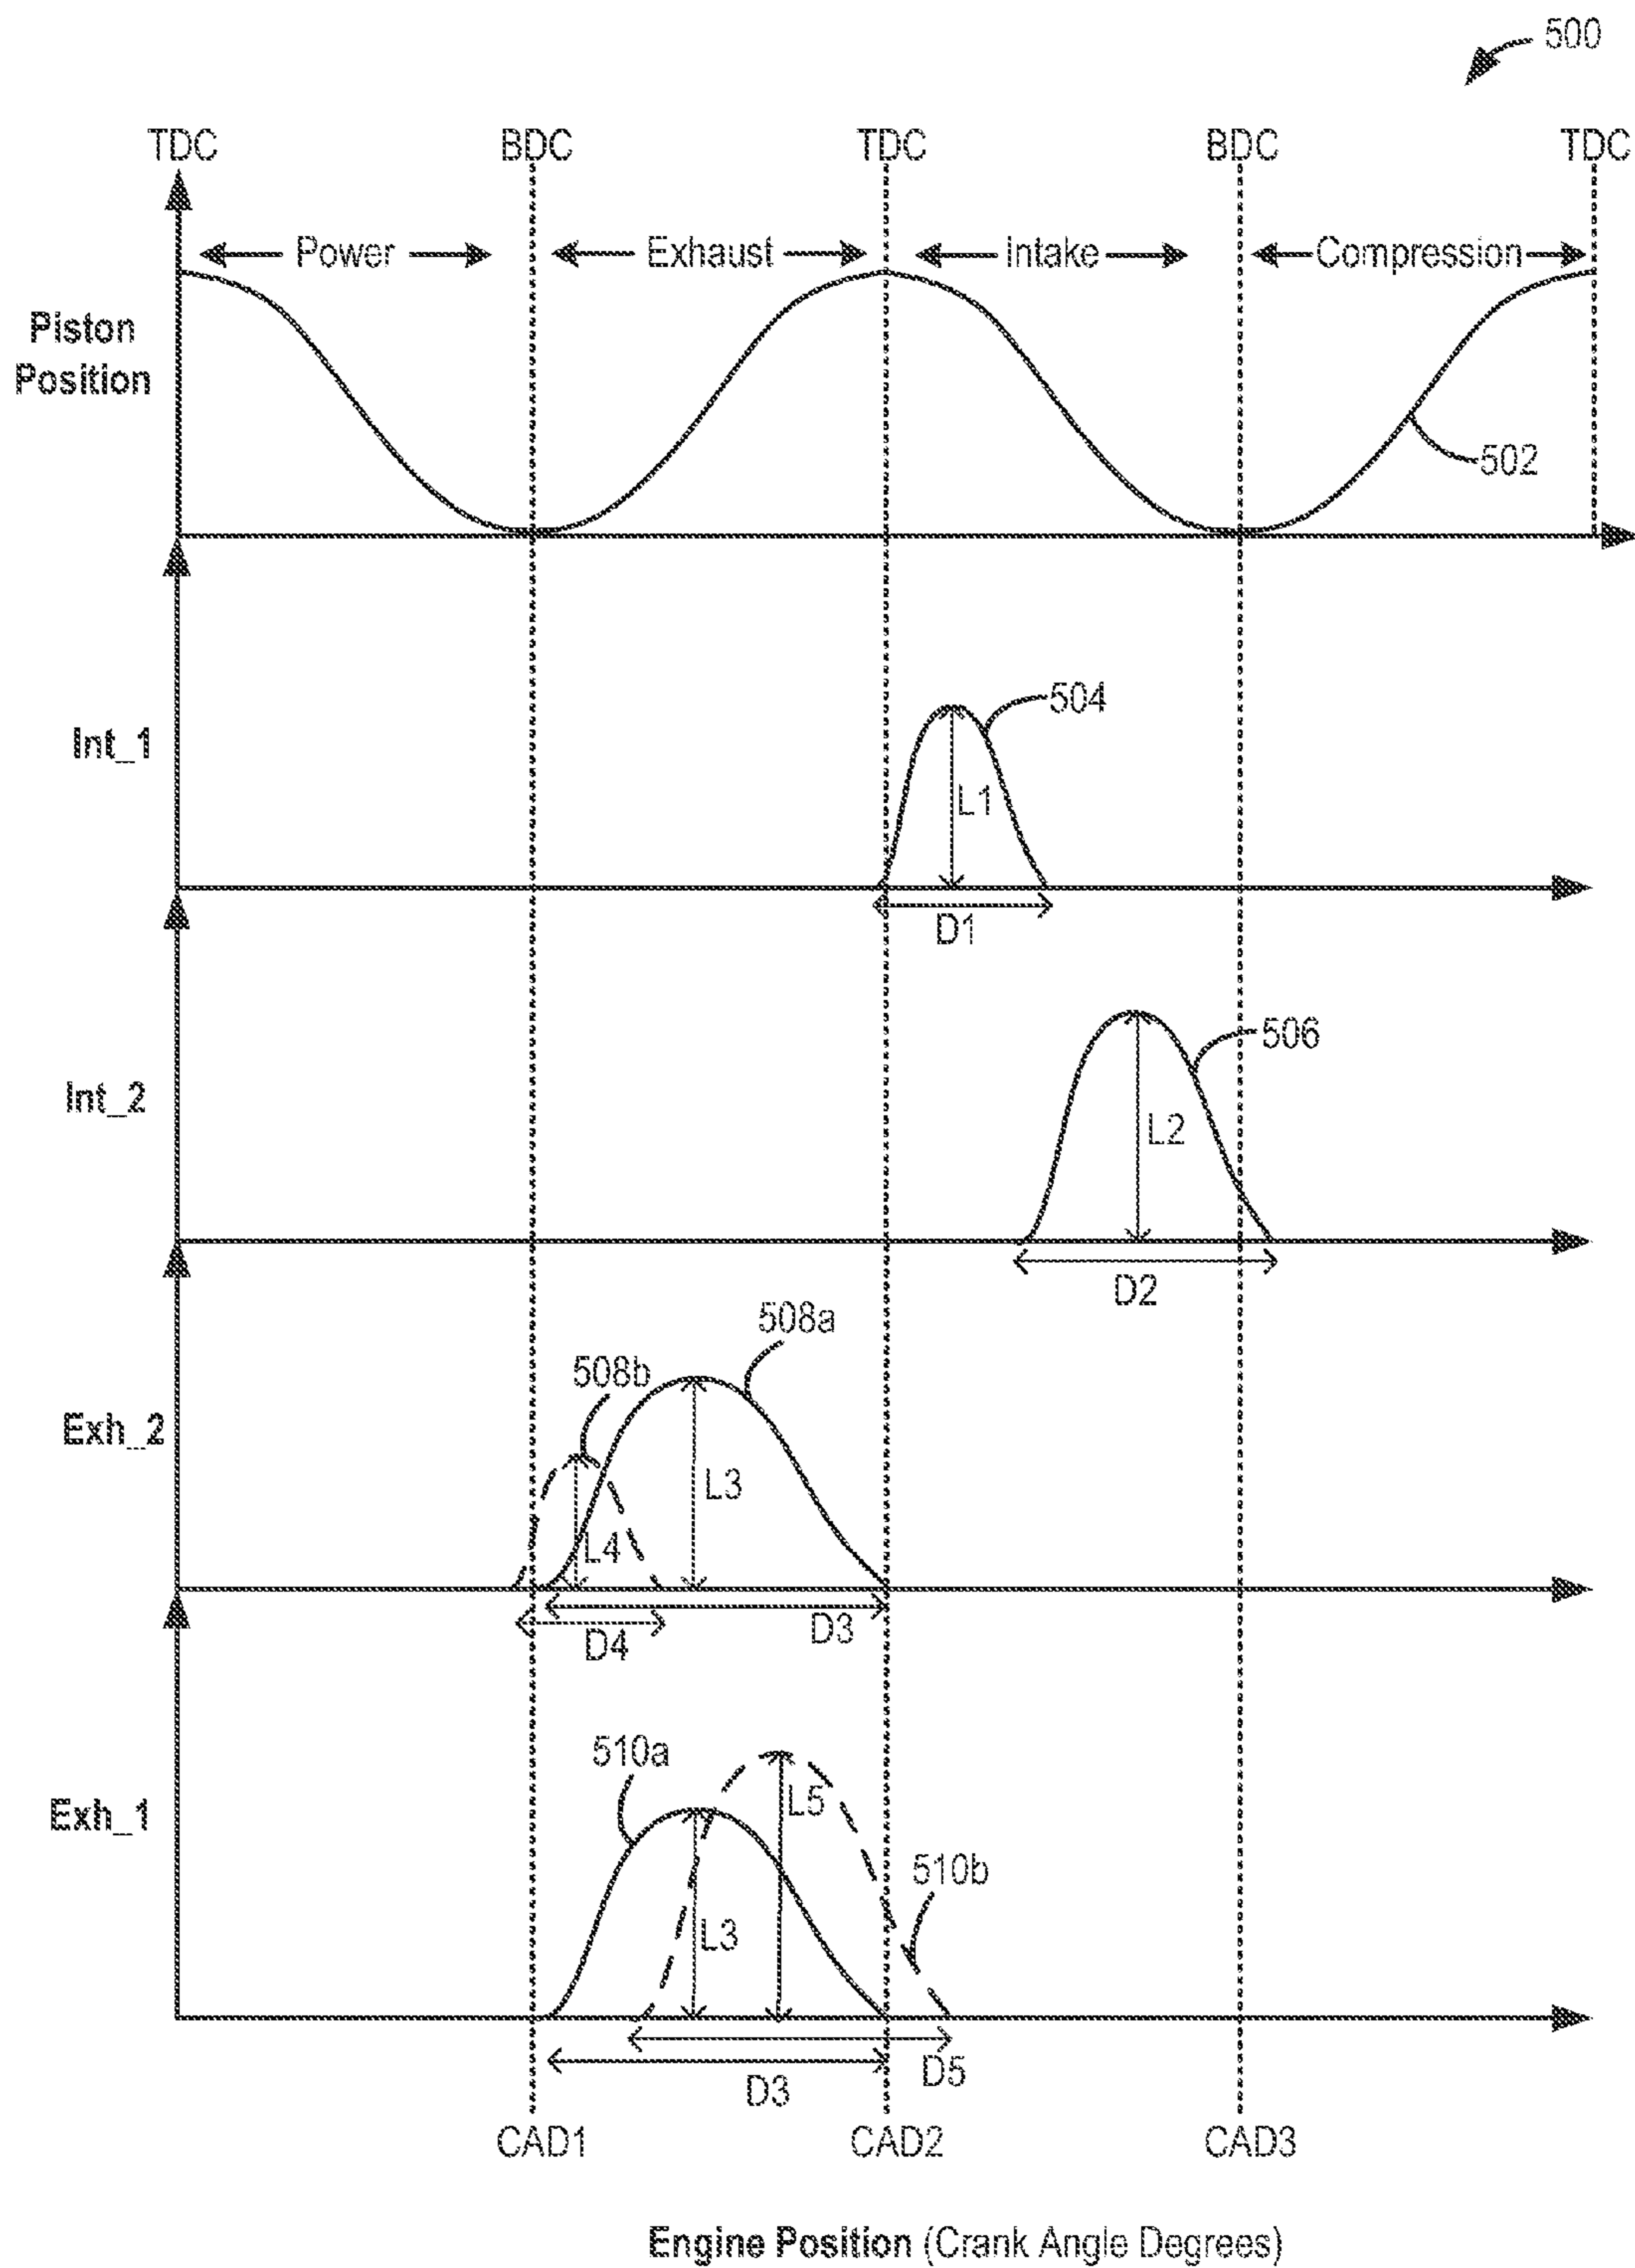 500
TDC BDC TDC BDC TDC
Power Exhaust Intake Compression
Piston
Position
502
504
Int_1
L1
D1
506
Int_2
L2
D2
508a
508b
Exh_2
L3
L4
D3
D4
510a
L5
Exh_1
510b
L3
D5
D3
CAD1 CAD2 CAD3
Engine Position (Crank Angle Degrees)